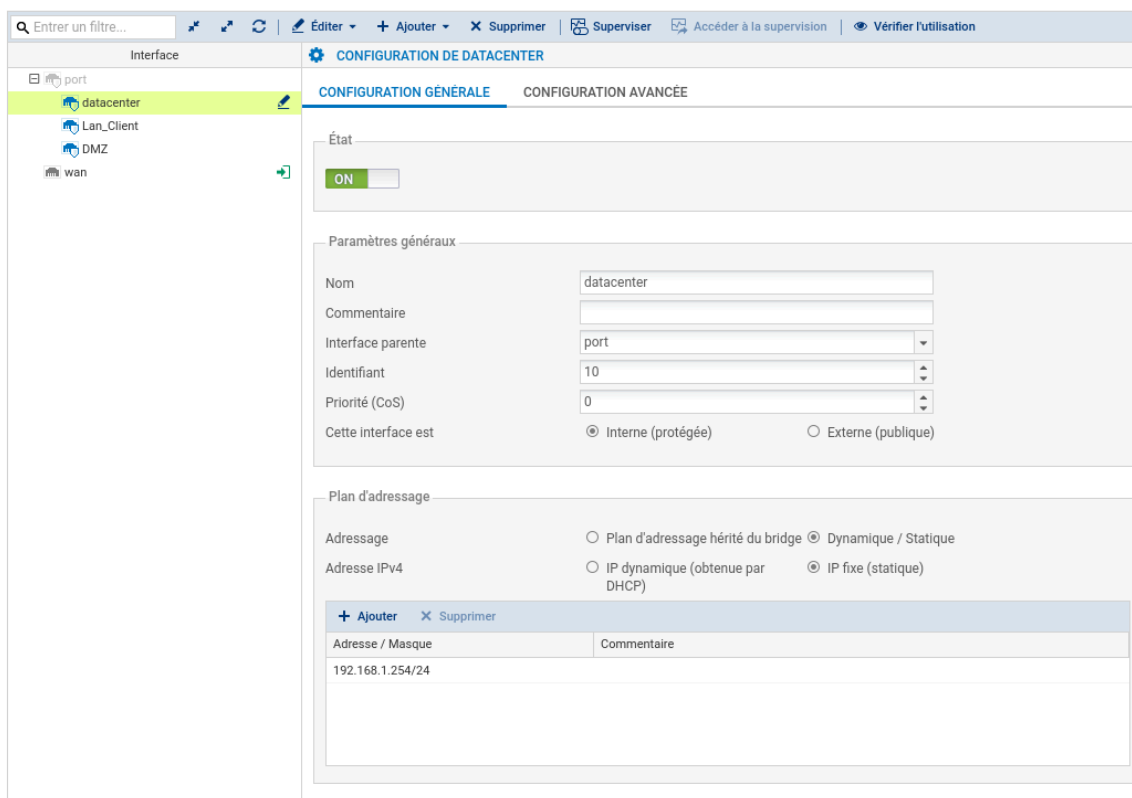 Entrer un filtre... Éditer Ajouter Supprimer Superviser Accéder à la supervision Vérifier l'utilisation
Interface
port
datacenter
Lan_Client
DMZ
wan
CONFIGURATION DE DATACENTER
CONFIGURATION GÉNÉRALE CONFIGURATION AVANCÉE
État
ON
Paramètres généraux
Nom datacenter
Commentaire
Interface parente port
Identifiant 10
Priorité (CoS) 0
Cette interface est Interne (protégée) Externe (publique)
Plan d'adressage
Adressage Plan d'adressage hérité du bridge Dynamique / Statique
Adresse IPv4 IP dynamique (obtenue par IP fixe (statique)
DHCP)
Ajouter Supprimer
Adresse / Masque Commentaire
192.168.1.254/24